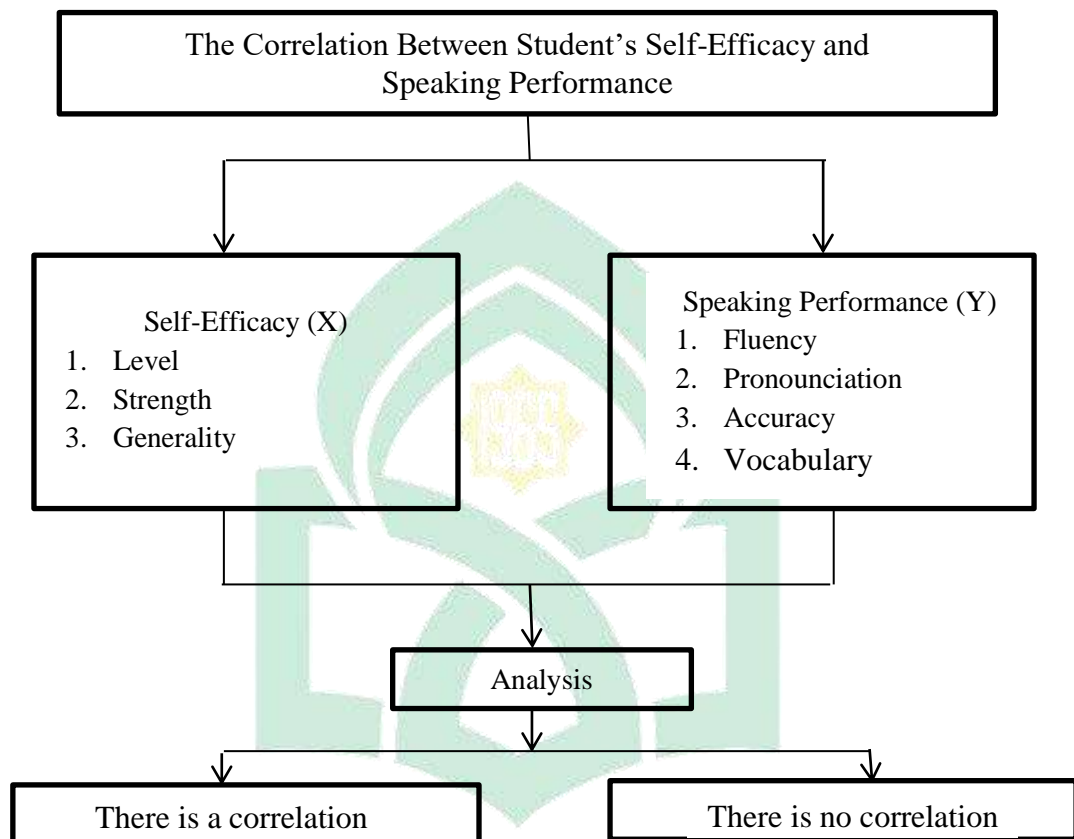 The Correlation Between Student's Self-Efficacy and
Speaking Performance
Self-Efficacy (X)
1. Level
2. Strength
3. Generality
Speaking Performance (Y)
1. Fluency
2. Pronounciation
3. Accuracy
4. Vocabulary
Analysis
There is a correlation
There is no correlation